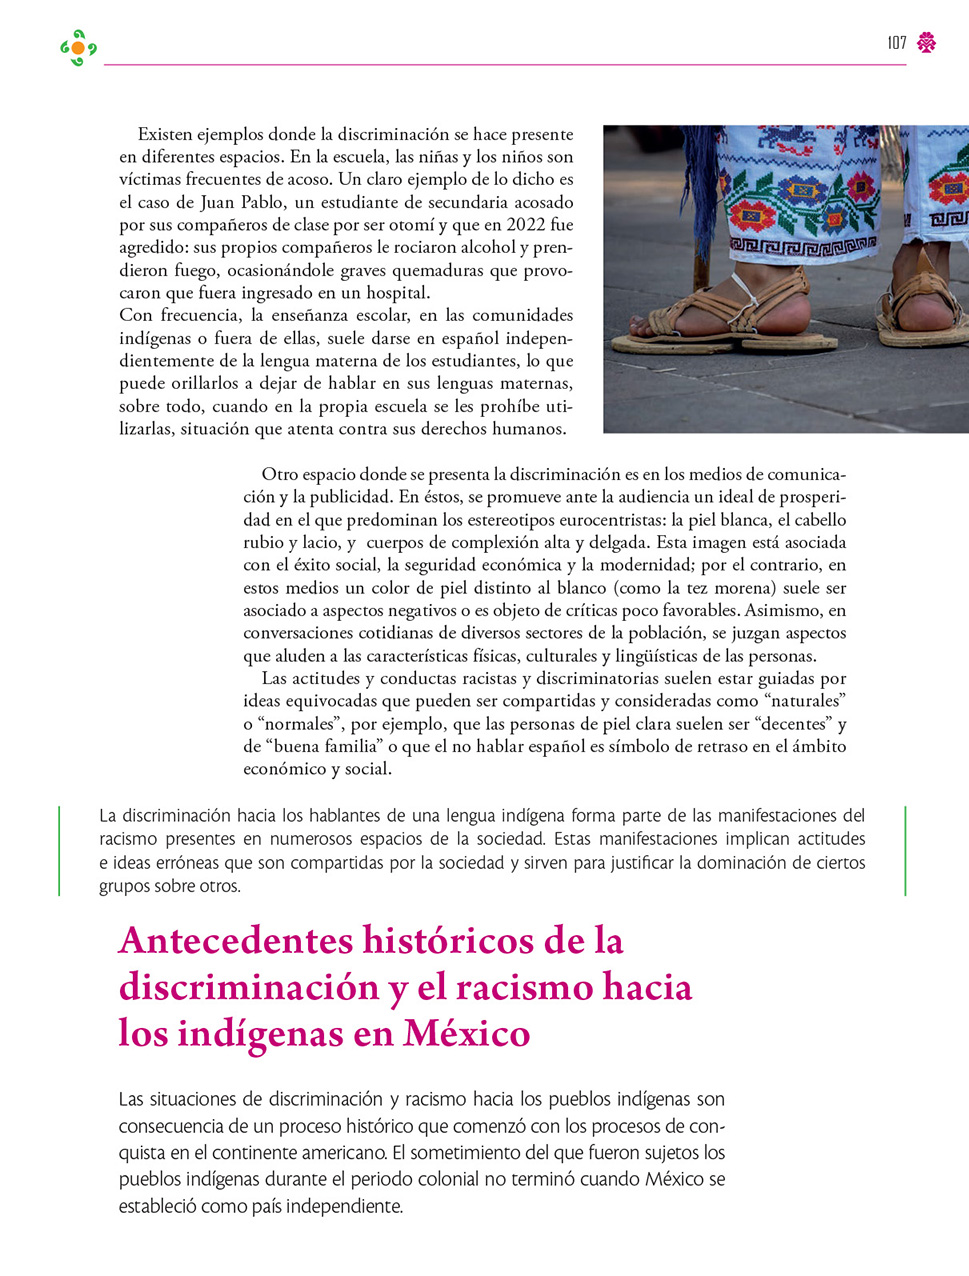 107
Existen ejemplos donde la discriminación se hace presente
en diferentes espacios. En la escuela, las niñas y los niños son
víctimas frecuentes de acoso. Un claro ejemplo de lo dicho es
el caso de Juan Pablo, un estudiante de secundaria acosado
por sus compañeros de clase por ser otomí y que en 2022 fue
agredido: sus propios compañeros le rociaron alcohol y pren-
dieron fuego, ocasionándole graves quemaduras que provo-
caron que fuera ingresado en un hospital.
Con frecuencia, la enseñanza escolar, en las comunidades
indígenas o fuera de ellas, suele darse en español indepen-
dientemente de la lengua materna de los estudiantes, lo que
puede orillarlos a dejar de hablar en sus lenguas maternas,
sobre todo, cuando en la propia escuela se les prohíbe uti-
lizarlas, situación que atenta contra sus derechos humanos.
Otro espacio donde se presenta la discriminación es en los medios de comunica-
ción y la publicidad. En éstos, se promueve ante la audiencia un ideal de prosperi-
dad en el que predominan los estereotipos eurocentristas: la piel blanca, el cabello
rubio y lacio, y cuerpos de complexión alta y delgada. Esta imagen está asociada
con el éxito social, la seguridad económica y la modernidad; por el contrario, en
estos medios un color de piel distinto al blanco (como la tez morena) suele ser
asociado a aspectos negativos o es objeto de críticas poco favorables. Asimismo, en
conversaciones cotidianas de diversos sectores de la población, se juzgan aspectos
que aluden a las características físicas, culturales y lingüísticas de las personas.
Las actitudes y conductas racistas y discriminatorias suelen estar guiadas por
ideas equivocadas que pueden ser compartidas y consideradas como “naturales”
o “normales”, por ejemplo, que las personas de piel clara suelen ser “decentes” y
de “buena familia” o que el no hablar español es símbolo de retraso en el ámbito
económico y social.
La discriminación hacia los hablantes de una lengua indígena forma parte de las manifestaciones del
racismo presentes en numerosos espacios de la sociedad. Estas manifestaciones implican actitudes
e ideas erróneas que son compartidas por la sociedad y sirven para justificar la dominación de ciertos
grupos sobre otros.
Antecedentes históricos de la
discriminación y el racismo hacia
los indígenas en México
Las situaciones de discriminación y racismo hacia los pueblos indígenas son
consecuencia de un proceso histórico que comenzó con los procesos de con-
quista en el continente americano. El sometimiento del que fueron sujetos los
pueblos indígenas durante el periodo colonial no terminó cuando México se
estableció como país independiente.